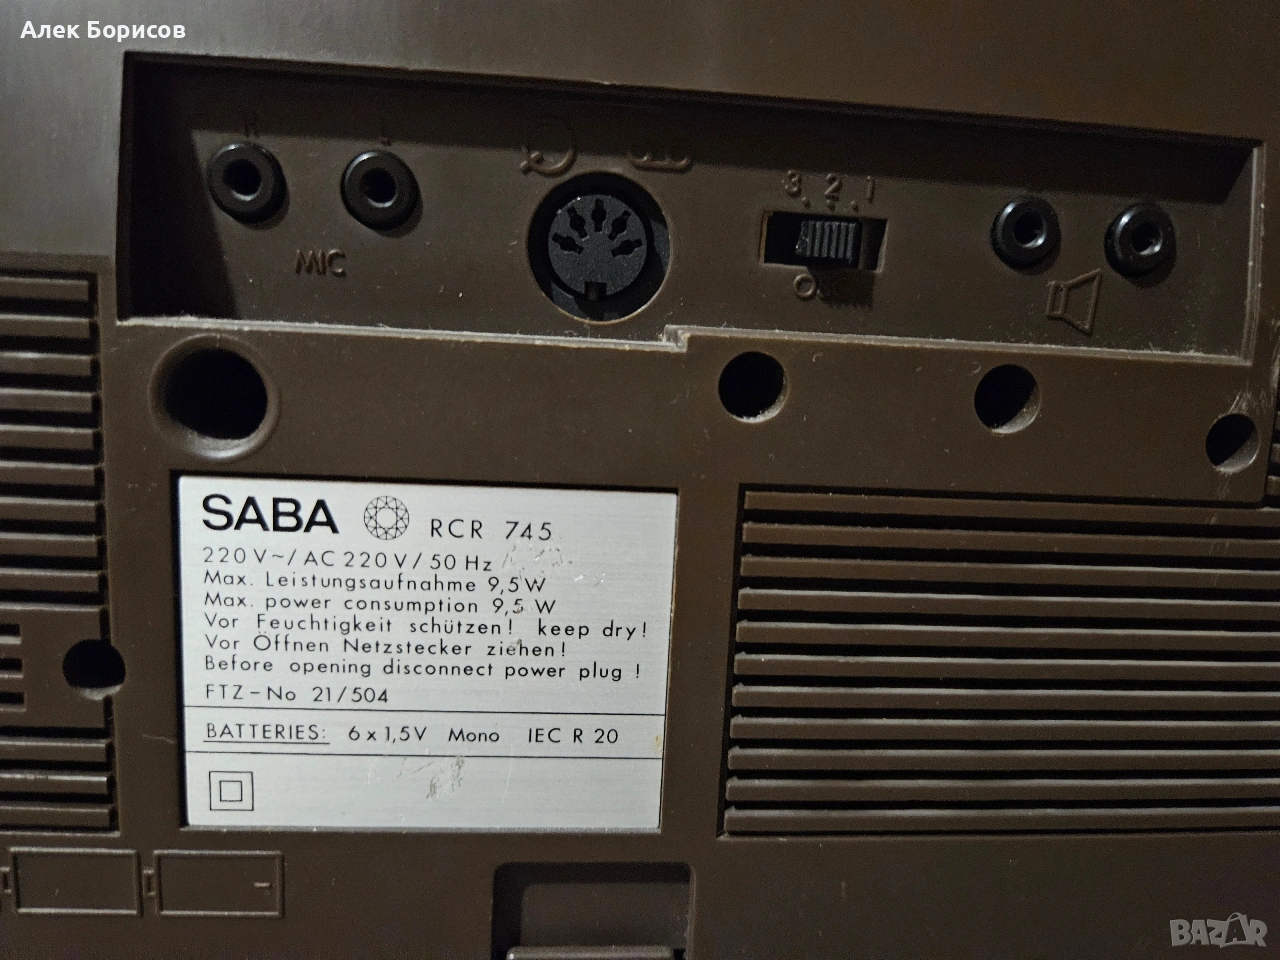 Алек Борисов
R L
MIC
3 2 1
OSC
SABA RCR 745
220 V~/ AC 220 V/ 50 Hz
Max. Leistungsaufnahme 9,5 W
Max. power consumption 9,5 W
Vor Feuchtigkeit schützen! keep dry!
Vor Öffnen Netzstecker ziehen!
Before opening disconnect power plug !
FTZ-No 21/504
BATTERIES: 6 x 1,5V Mono IEC R 20
BAZAR